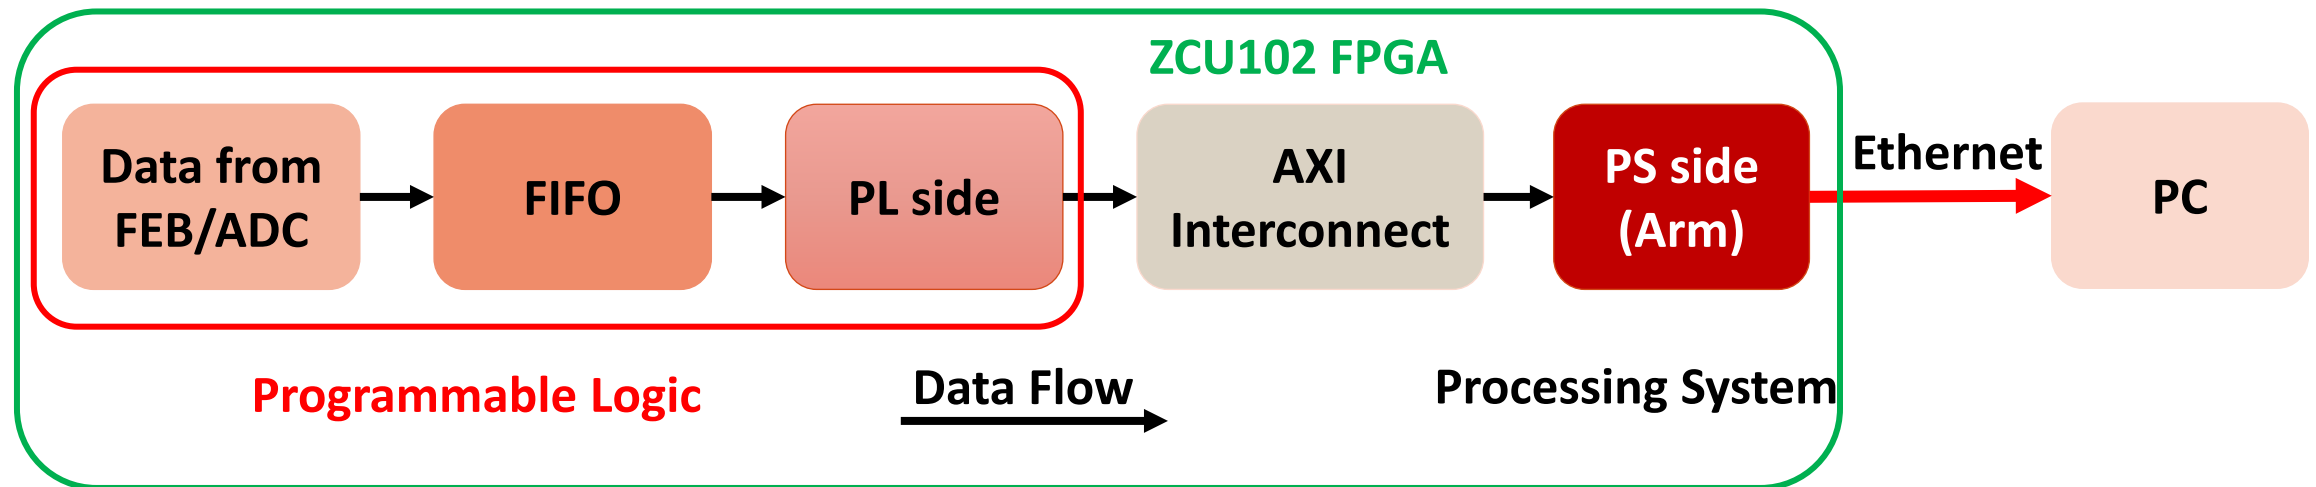 ZCU102 FPGA
Data from
FEB/ADC
FIFO
PL side
AXI
Interconnect
PS side
(Arm)
Ethernet
PC
Programmable Logic
Data Flow
Processing System